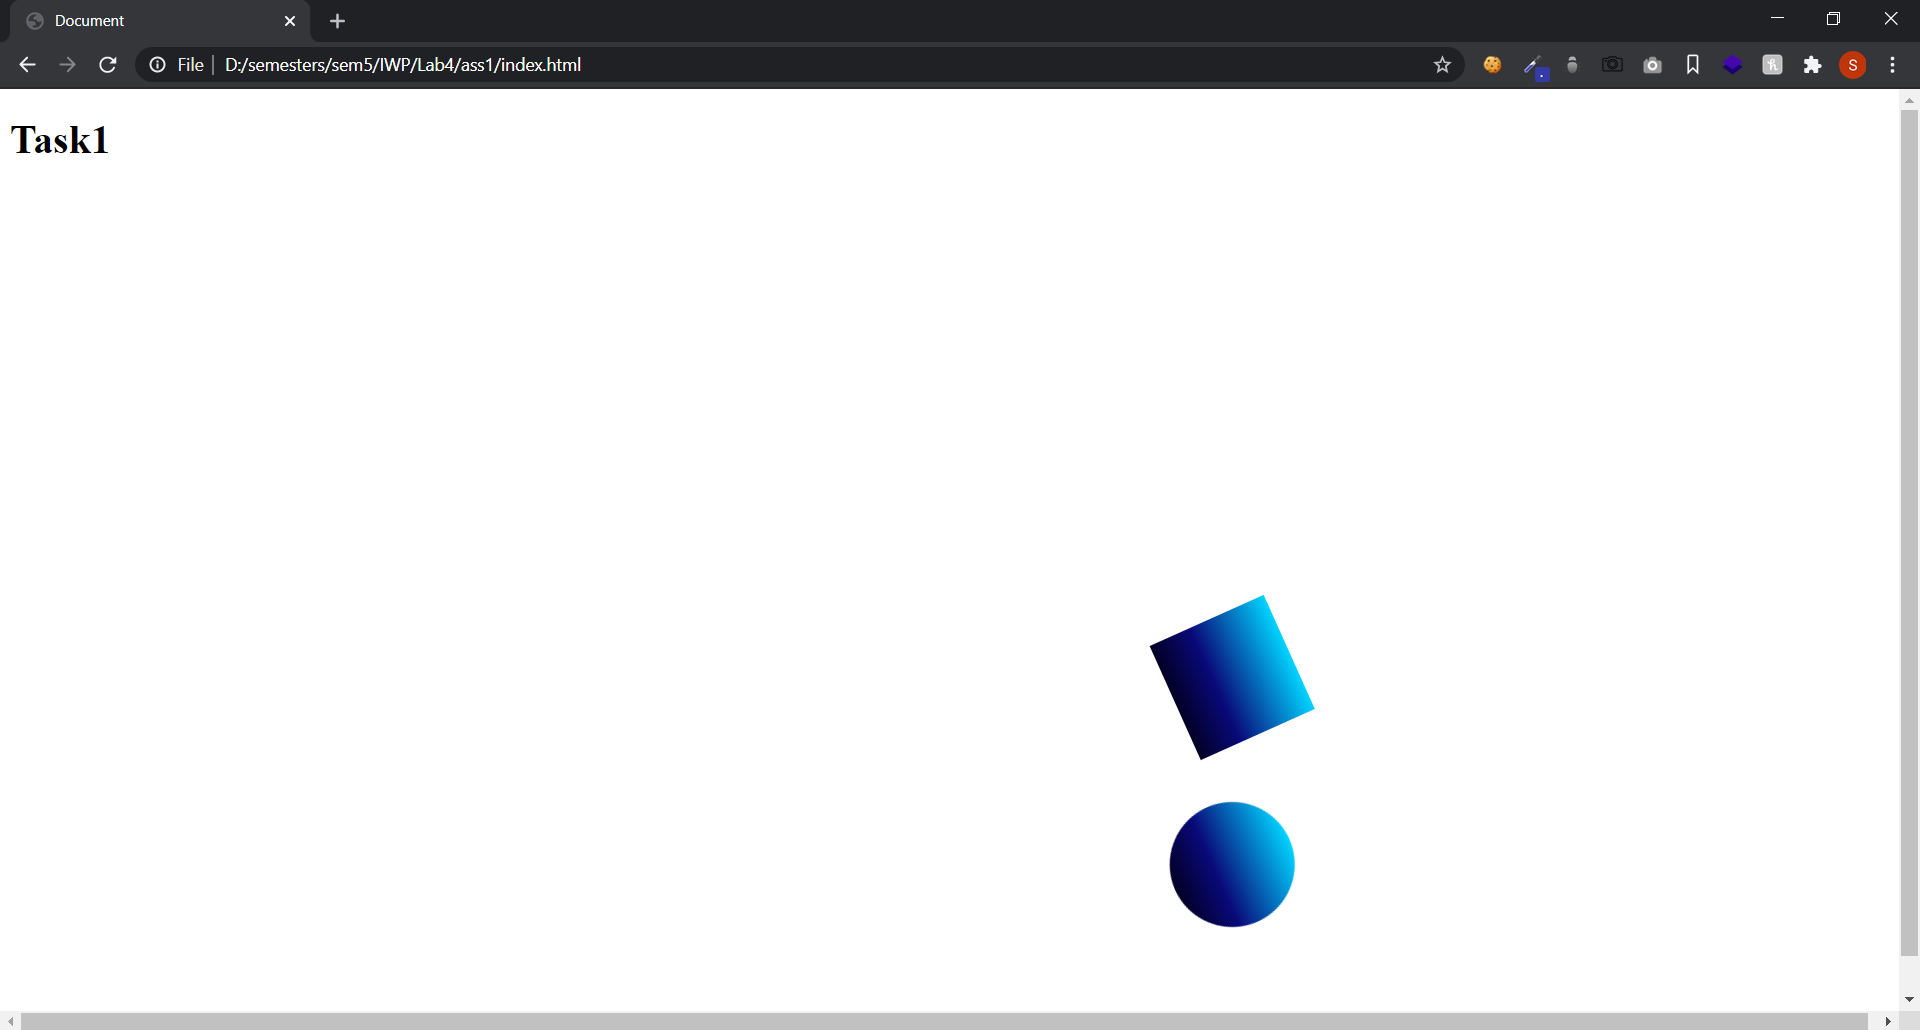 Document
File
D:/semesters/sem5/IWP/Lab4/ass1/index.html
S
Task1